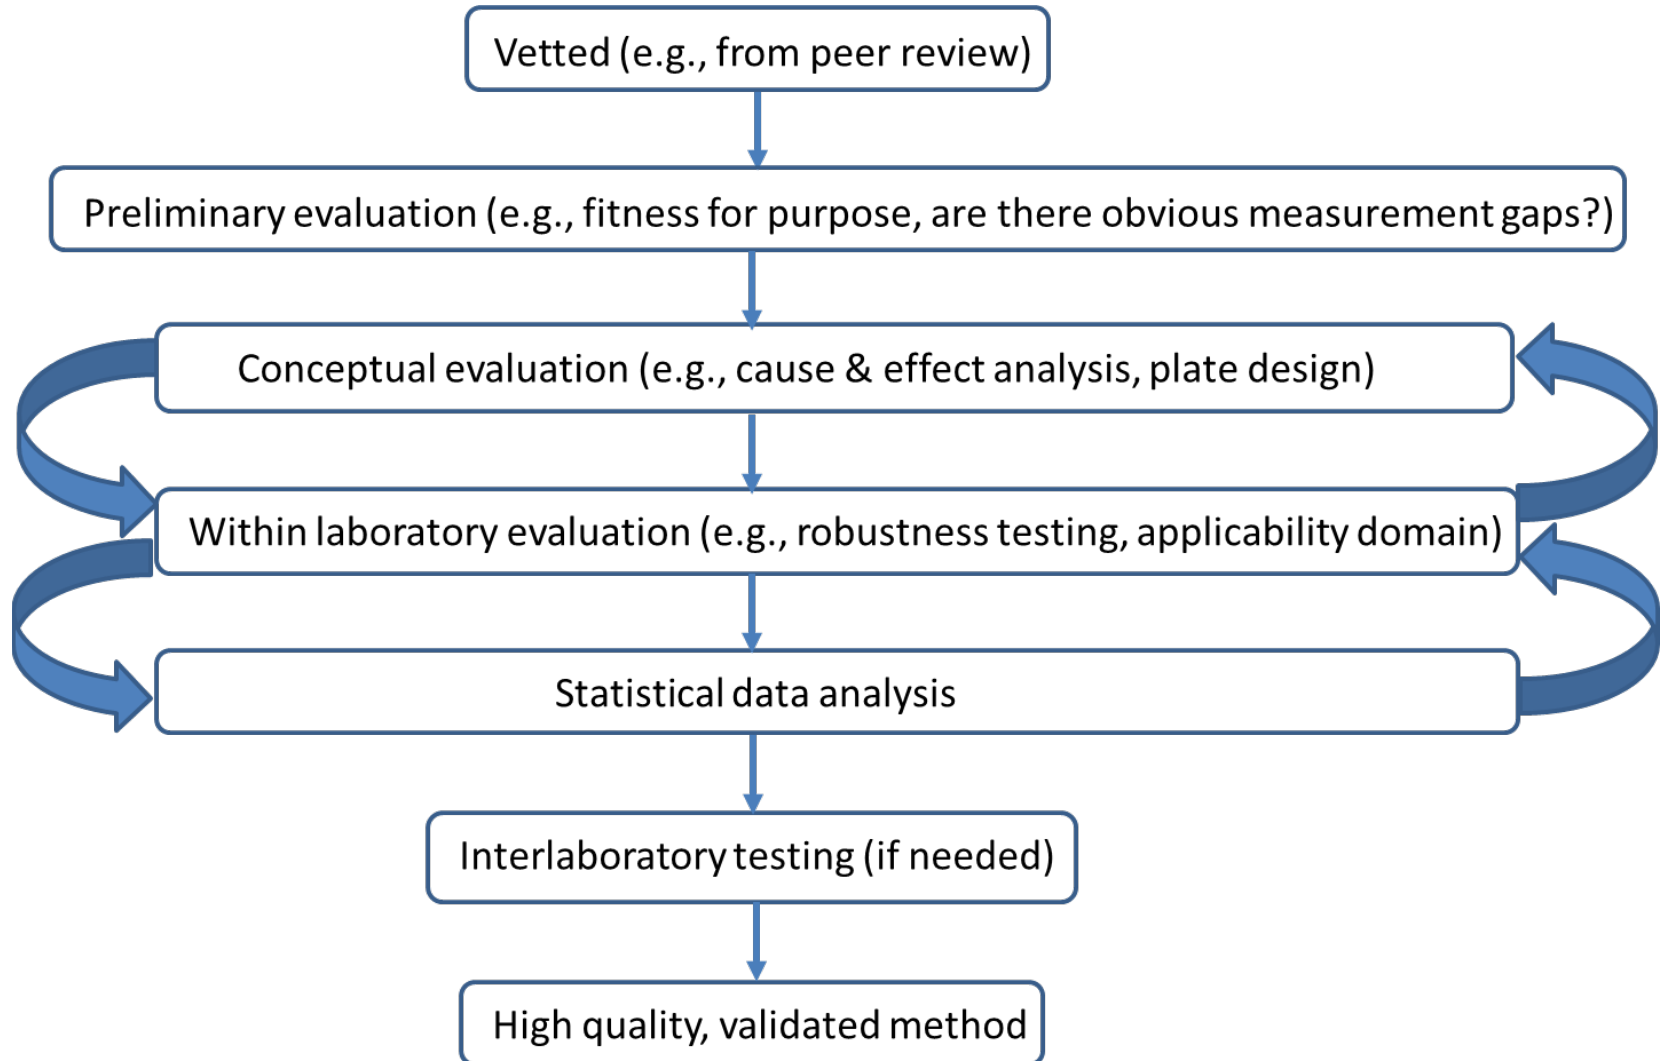 Vetted (e.g., from peer review)
Preliminary evaluation (e.g., fitness for purpose, are there obvious measurement gaps?)
Conceptual evaluation (e.g., cause & effect analysis, plate design)
Within laboratory evaluation (e.g., robustness testing, applicability domain)
Statistical data analysis
Interlaboratory testing (if needed)
High quality, validated method